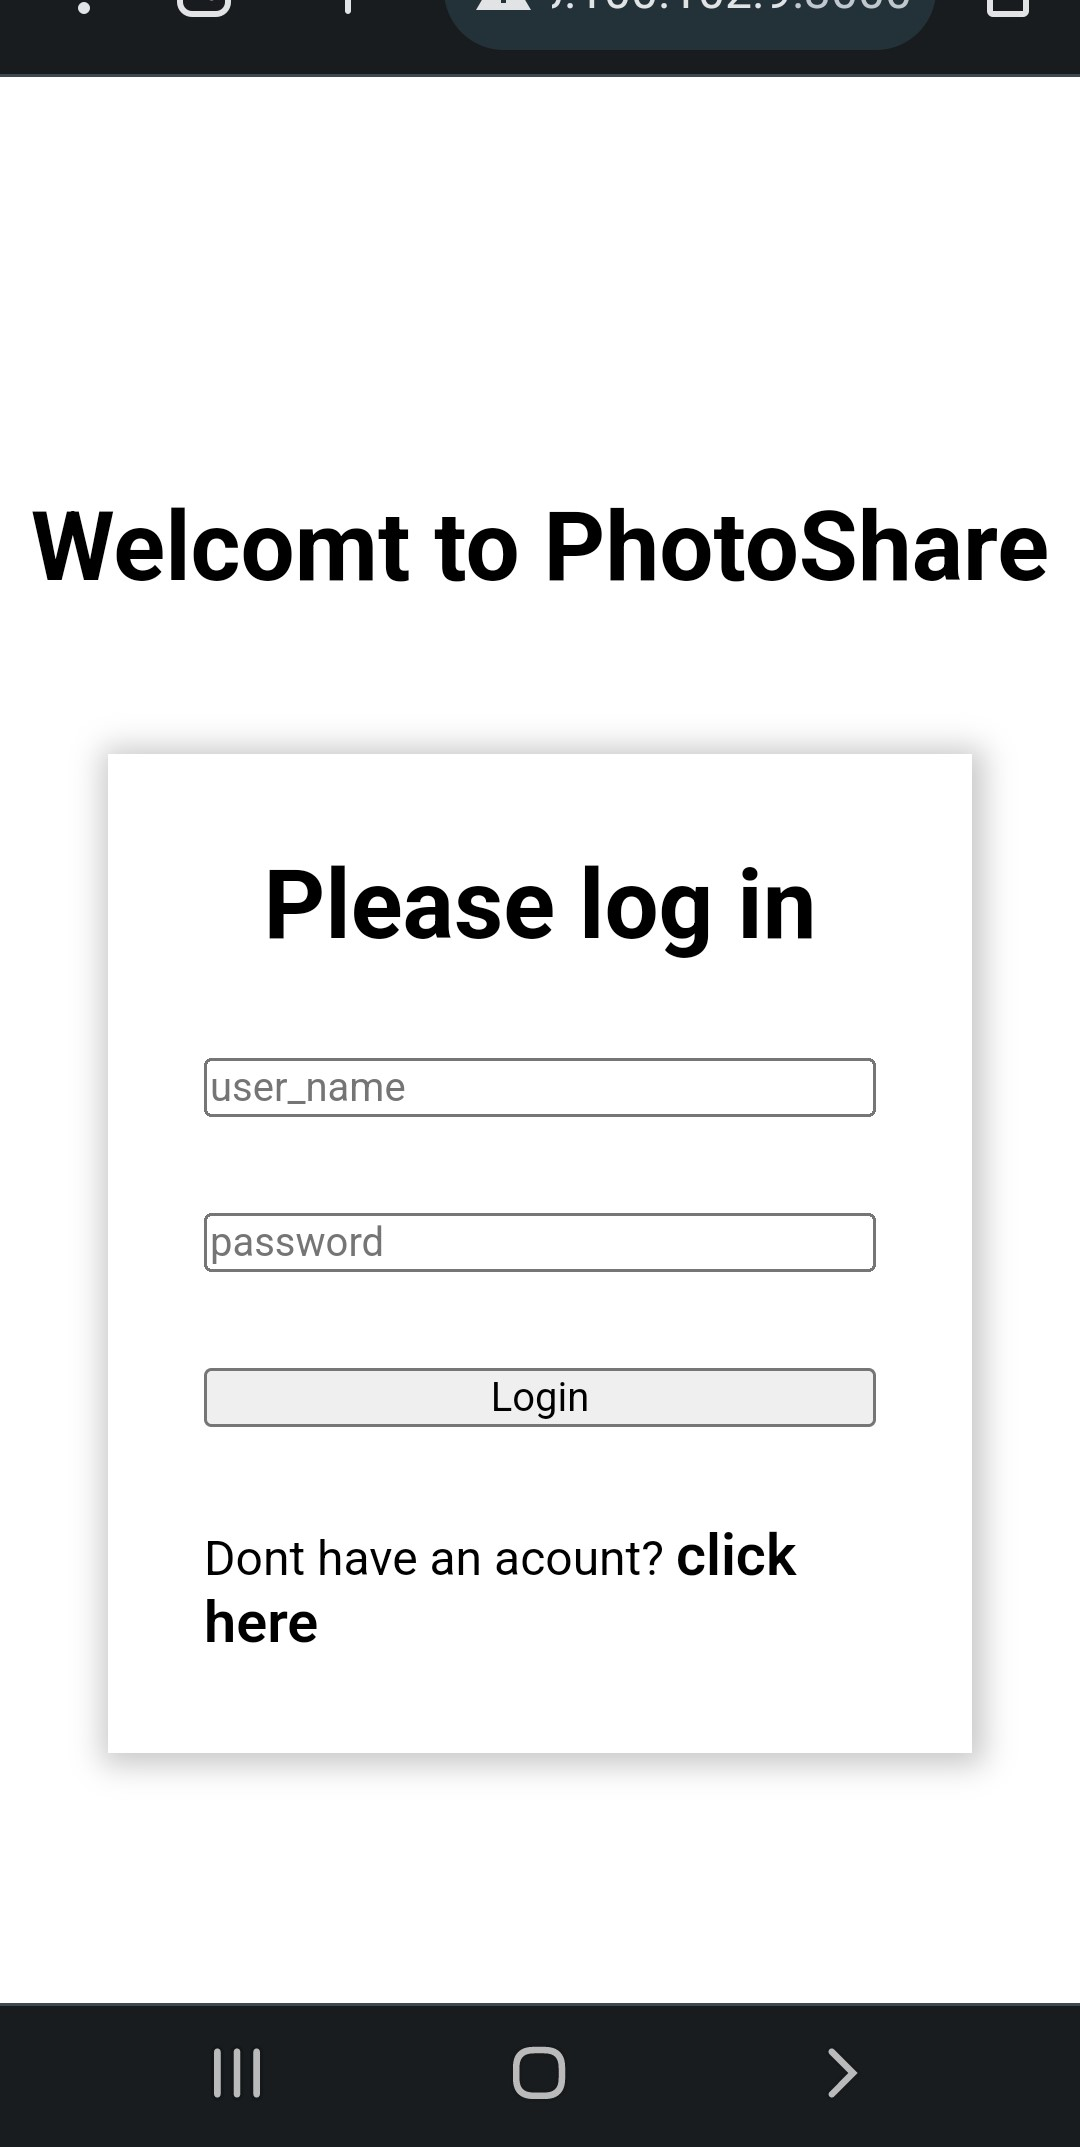 Welcomt to PhotoShare
Please log in
user_name
password
Login
Dont have an acount? click
here